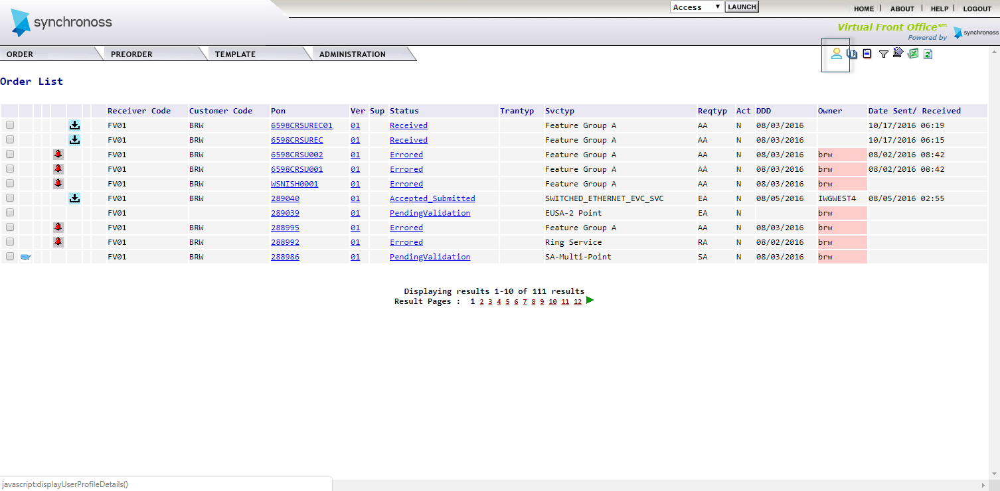 Access LAUNCH HOME | ABOUT | HELP | LOGOUT
synchronoss
Virtual Front Office sm
Powered by synchronoss
ORDER PREORDER TEMPLATE ADMINISTRATION
Order List
Receiver Code Customer Code Pon Ver Sup Status Trantyp Svctyp Reqtyp Act DDD Owner Date Sent/ Received
FV01 BRW 6598CRSUREC01 01 Received Feature Group A AA N 08/03/2016 10/17/2016 06:19
FV01 BRW 6598CRSUREC 01 Received Feature Group A AA N 08/03/2016 10/17/2016 06:15
FV01 BRW 6598CRSU002 01 Errored Feature Group A AA N 08/03/2016 brw 08/02/2016 08:42
FV01 BRW 6598CRSU001 01 Errored Feature Group A AA N 08/03/2016 brw 08/02/2016 08:42
FV01 BRW WSNISH0001 01 Errored Feature Group A AA N 08/03/2016 brw
FV01 BRW 289040 01 Accepted_Submitted SWITCHED_ETHERNET_EVC_SVC EA N 08/05/2016 IWGWEST4 08/05/2016 02:55
FV01 289039 01 PendingValidation EUSA-2 Point EA N brw
FV01 BRW 288995 01 Errored Feature Group A AA N 08/03/2016 brw
FV01 BRW 288992 01 Errored Ring Service RA N 08/02/2016 brw
FV01 BRW 288986 01 PendingValidation SA-Multi-Point SA N 08/03/2016 brw
Displaying results 1-10 of 111 results
Result Pages : 1 2 3 4 5 6 7 8 9 10 11 12
javascript:displayUserProfileDetails()